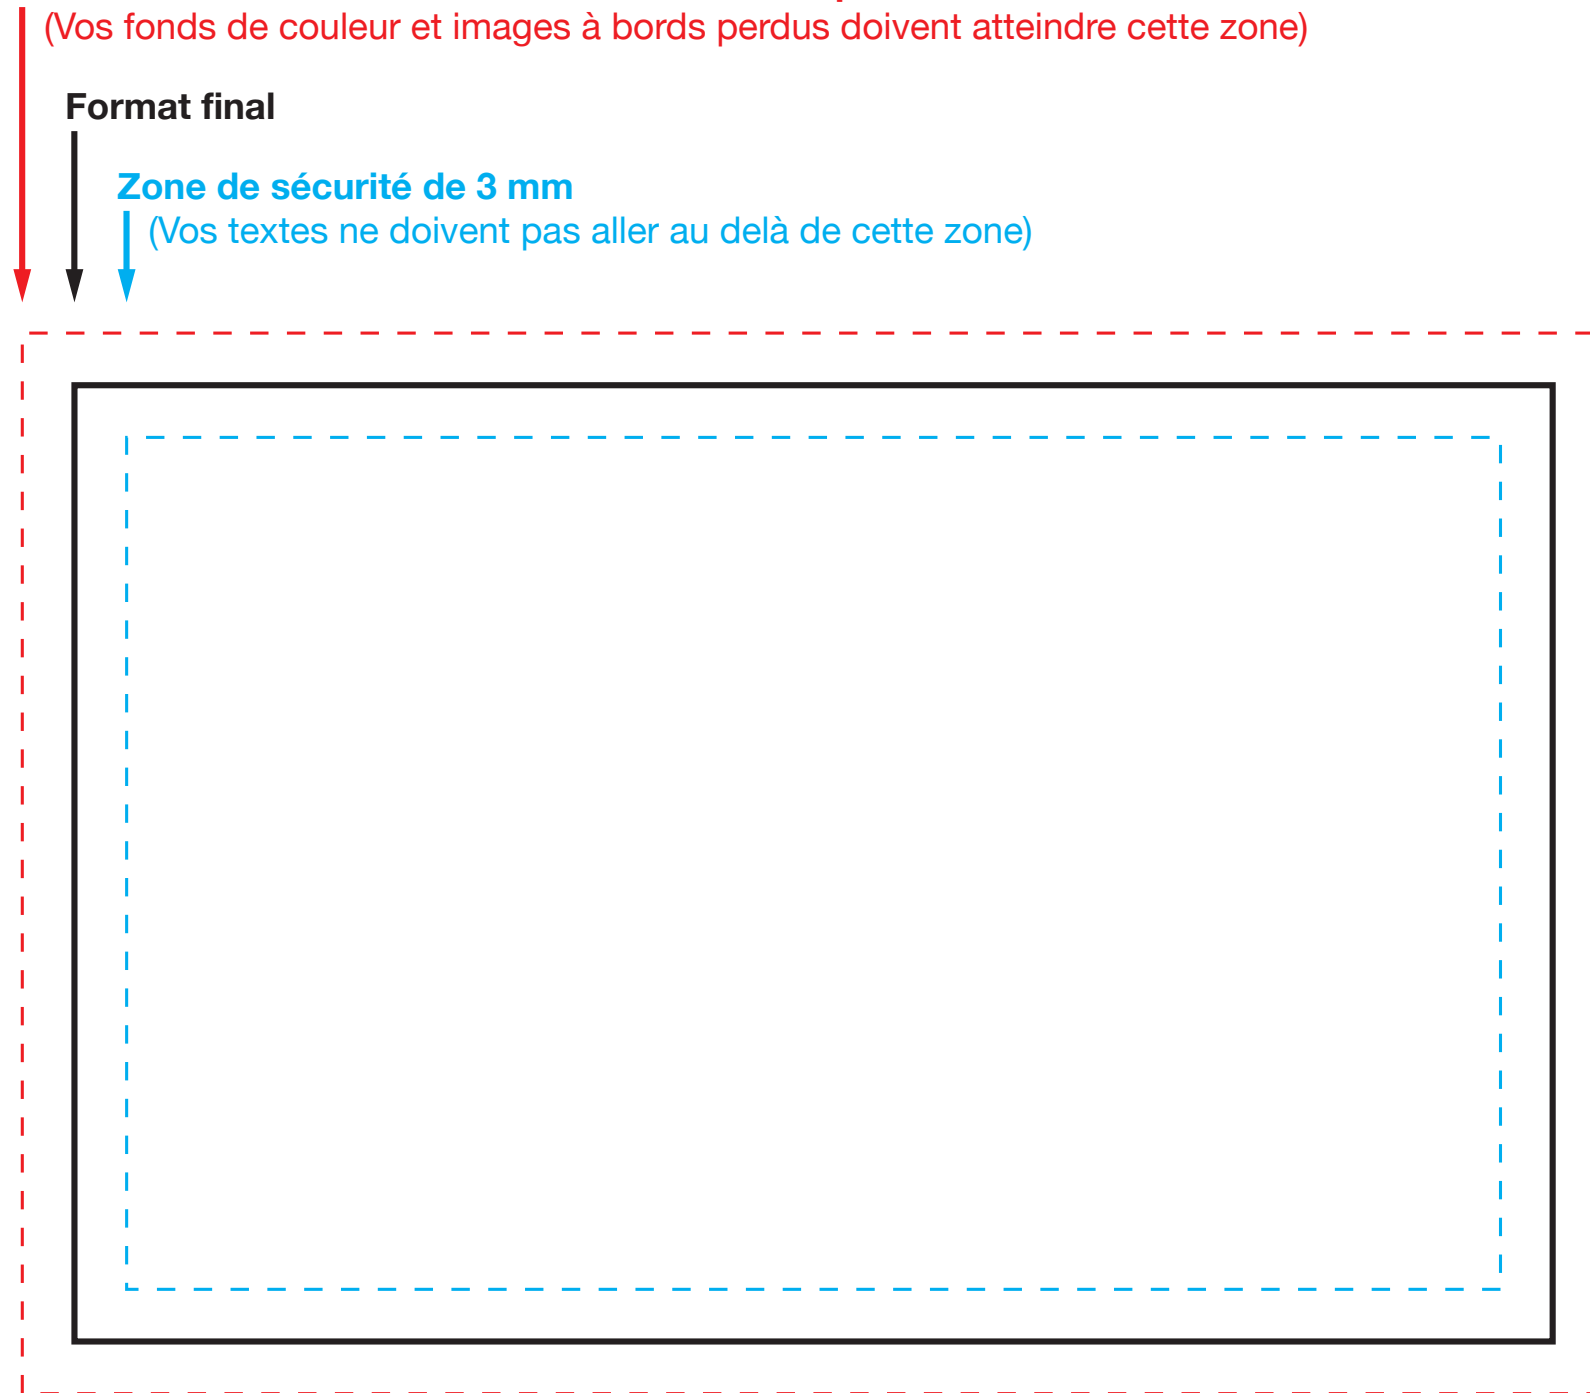 (Vos fonds de couleur et images à bords perdus doivent atteindre cette zone)
Format final
Zone de sécurité de 3 mm
(Vos textes ne doivent pas aller au delà de cette zone)